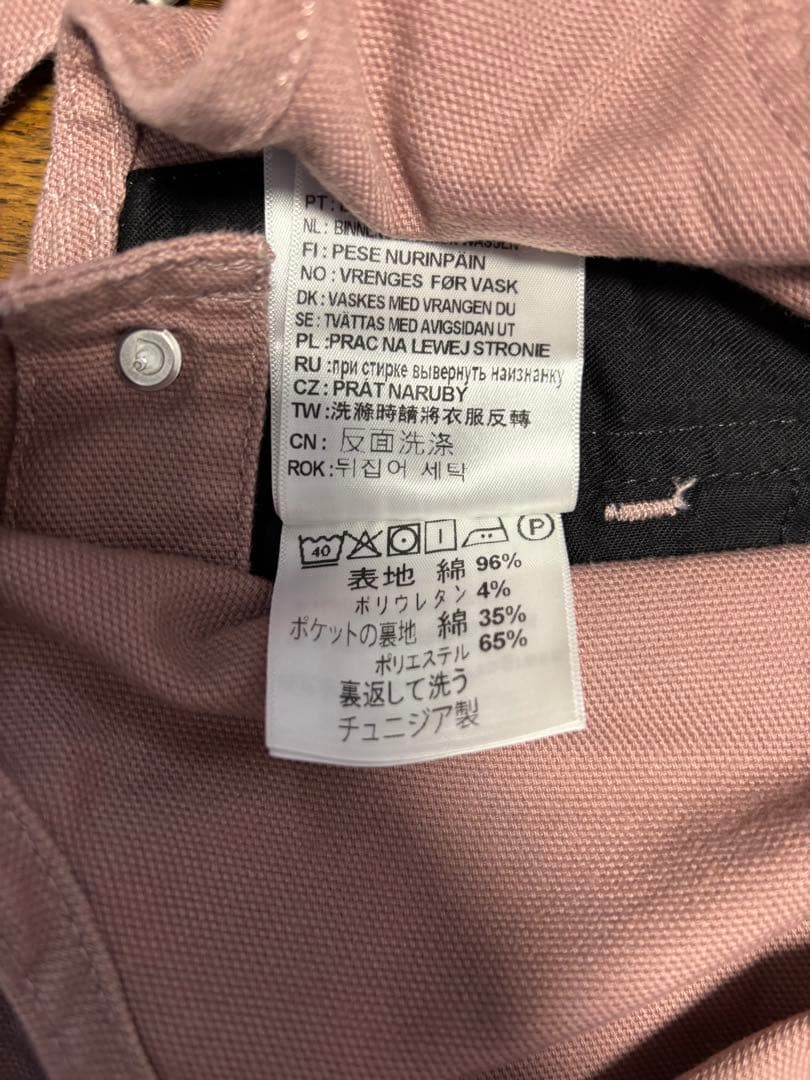 PT:
NL: BINNEN
FI: PESE NURINPÄIN
NO: VRENGES FØR VASK
DK: VASKES MED VRANGEN DU
SE: TVÄTTAS MED AVIGSIDAN UT
PL: PRAC NA LEWEJ STRONIE
RU: при стирке вывернуть наизнанку
CZ: PRÁT NARUBY
TW: 洗滌時請將衣服反轉
CN: 反面洗涤
ROK: 뒤집어 세탁
40 P
表地 綿 96%
ポリウレタン 4%
ポケットの裏地 綿 35%
ポリエステル 65%
裏返して洗う
チュニジア製